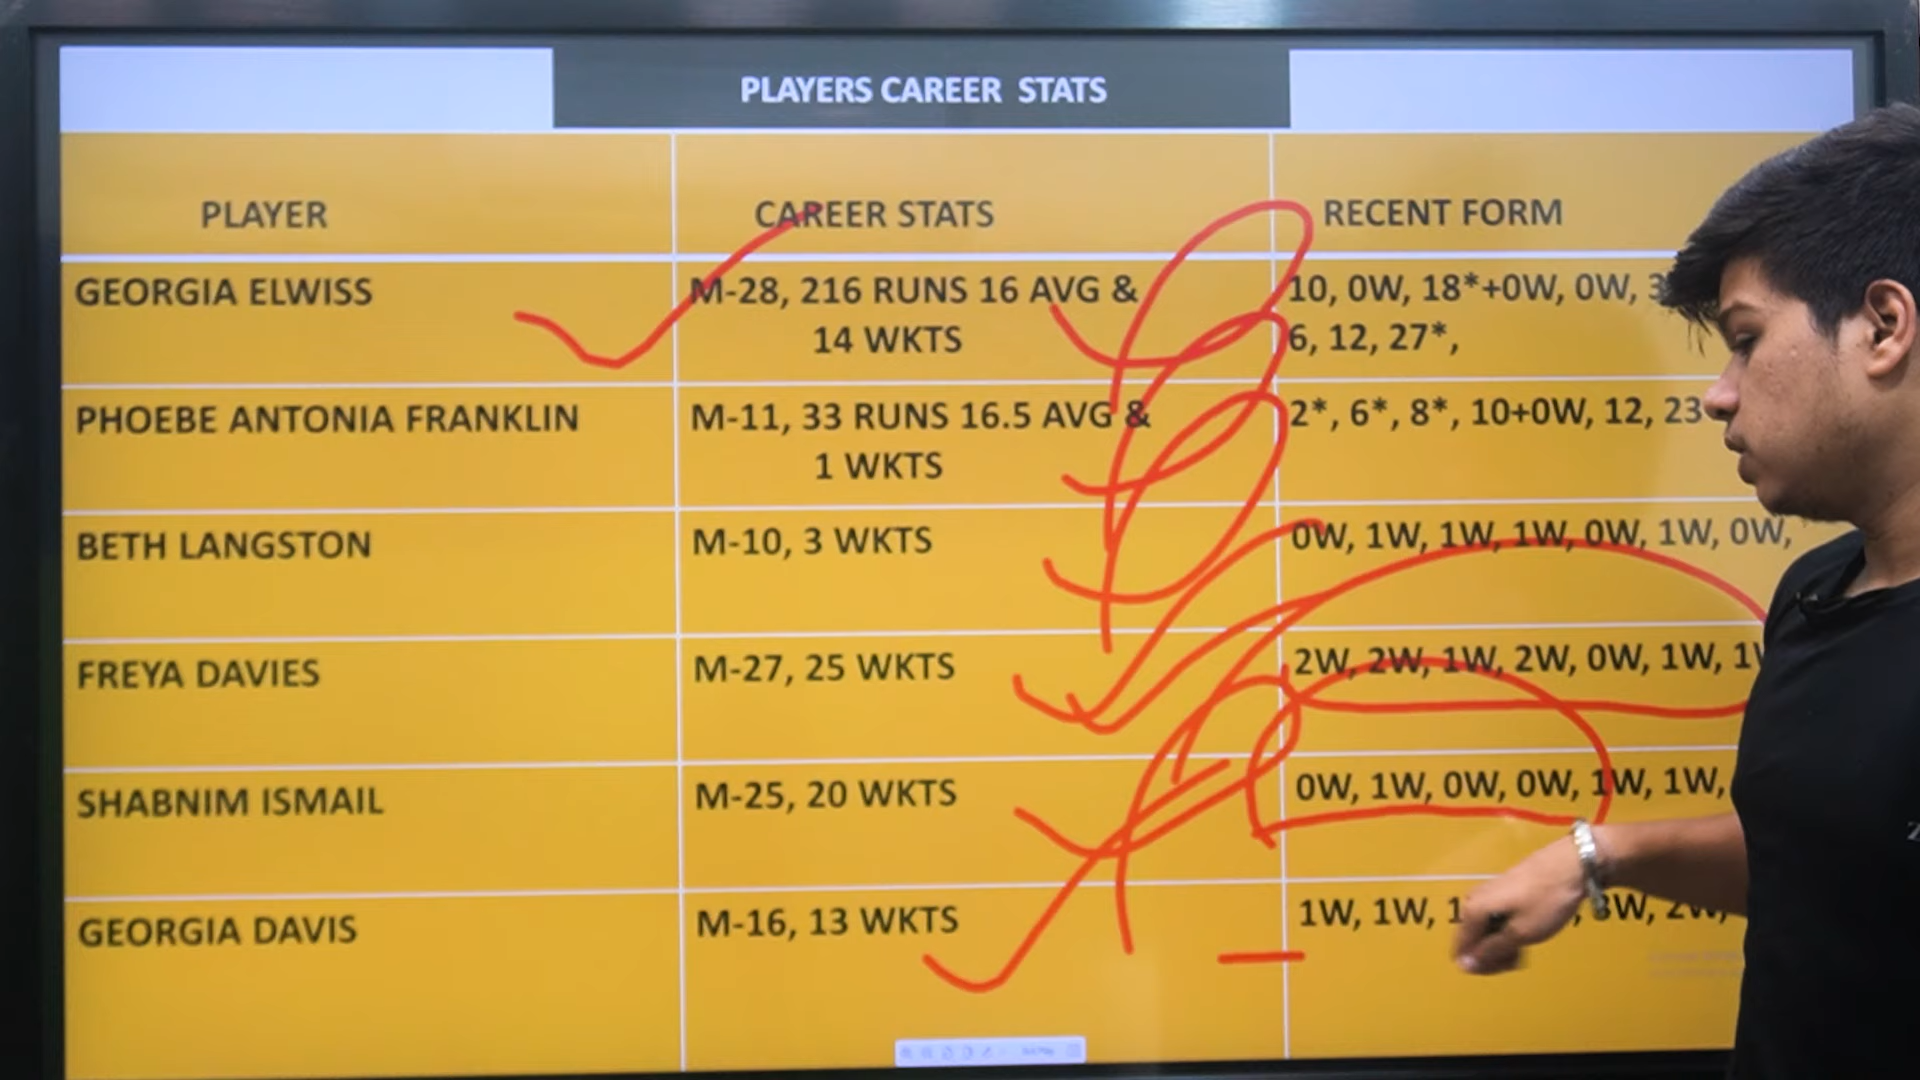 PLAYERS CAREER STATS
PLAYER CAREER STATS RECENT FORM
GEORGIA ELWISS M-28, 216 RUNS 16 AVG & 10, 0W, 18*+0W, 0W,
14 WKTS 6, 12, 27*,
PHOEBE ANTONIA FRANKLIN M-11, 33 RUNS 16.5 AVG & 2*, 6*, 8*, 10+0W, 12, 23
1 WKTS
BETH LANGSTON M-10, 3 WKTS 0W, 1W, 1W, 1W, 0W, 1W, 0W,
FREYA DAVIES M-27, 25 WKTS 2W, 2W, 1W, 2W, 0W, 1W,
SHABNIM ISMAIL M-25, 20 WKTS 0W, 1W, 0W, 0W, 1W, 1W,
GEORGIA DAVIS M-16, 13 WKTS 1W, 1W, 3W, 2W,